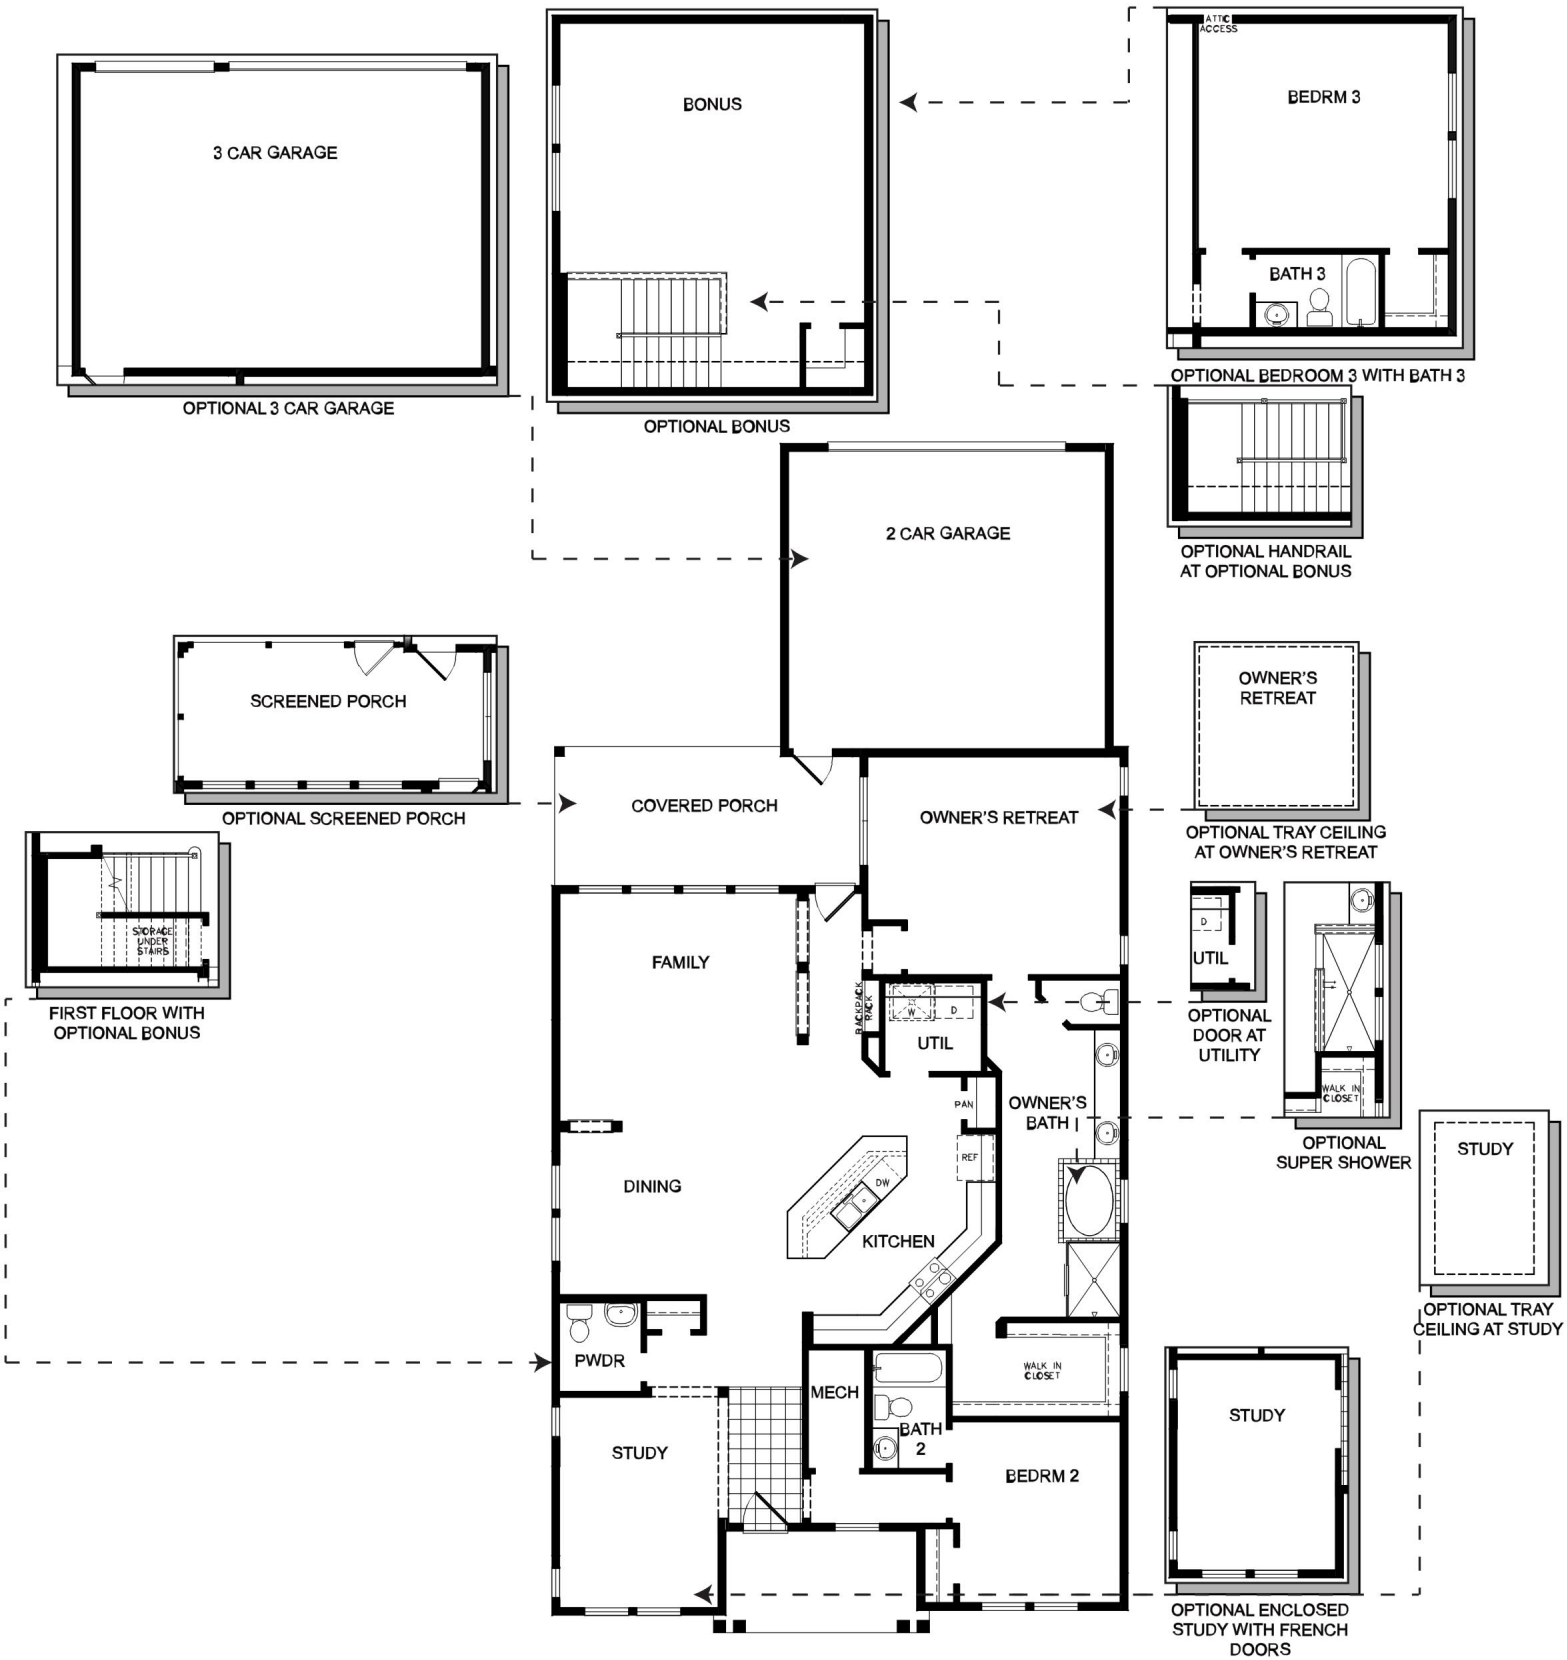 ATTIC
ACCESS
BONUS
BEDRM 3
3 CAR GARAGE
BATH 3
OPTIONAL BEDROOM 3 WITH BATH 3
OPTIONAL 3 CAR GARAGE
OPTIONAL BONUS
2 CAR GARAGE
OPTIONAL HANDRAIL
AT OPTIONAL BONUS
SCREENED PORCH
OPTIONAL SCREENED PORCH
OWNER'S
RETREAT
OPTIONAL TRAY CEILING
AT OWNER'S RETREAT
COVERED PORCH
OWNER'S RETREAT
STORAGE
UNDER
STAIRS
FIRST FLOOR WITH
OPTIONAL BONUS
FAMILY
BACKPACK
RACK
W
D
UTIL
D
UTIL
OPTIONAL
DOOR AT
UTILITY
WALK IN
CLOSET
OPTIONAL
SUPER SHOWER
PAN
OWNER'S
BATH
REF
DW
DINING
KITCHEN
STUDY
OPTIONAL TRAY
CEILING AT STUDY
PWDR
MECH
WALK IN
CLOSET
BATH
2
STUDY
BEDRM 2
STUDY
OPTIONAL ENCLOSED
STUDY WITH FRENCH
DOORS